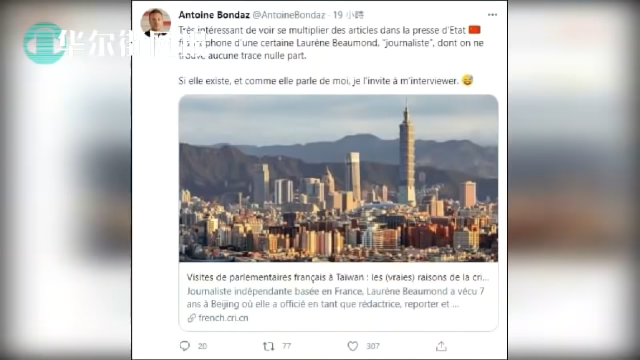 Antoine Bondaz @AntoineBondaz · 19 小時
Très intéressant de voir se multiplier des articles dans la presse d'Etat
华尔街
phone d'une certaine Laurène Beaumond, "journaliste", dont on ne
aucune trace nulle part.
Si elle existe, et comme elle parle de moi, je l'invite à m'interviewer.
Visites de parlementaires français à Taiwan : les (vraies) raisons de la cri...
Journaliste indépendante basée en France, Laurène Beaumond a vécu 7
ans à Beijing où elle a officié en tant que rédactrice, reporter et ...
french.cri.cn
20
77
307